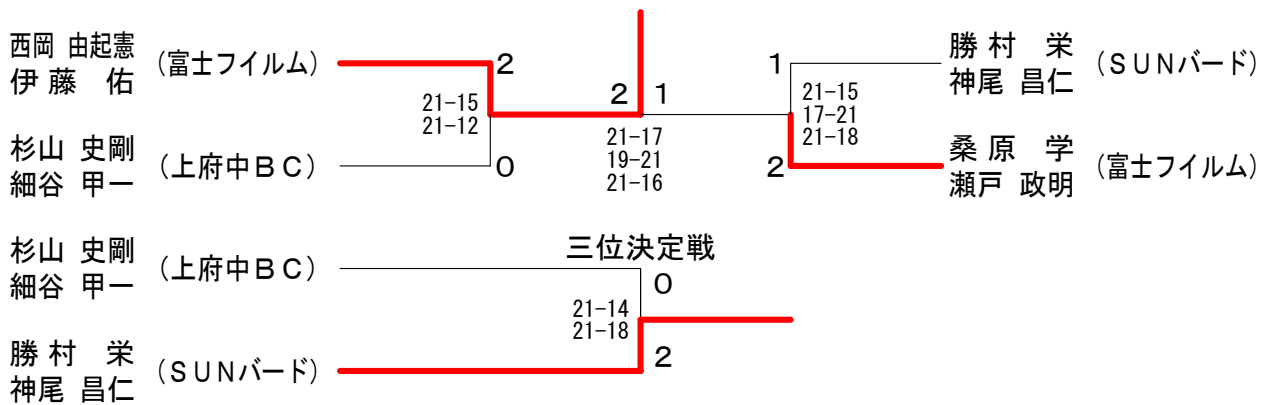 西岡 由起憲
伊藤 佑
(富士フイルム)
2
21-15
21-12
杉山 史剛
細谷 甲一
(上府中ＢＣ)
0
2 1
21-17
19-21
21-16
1
勝村 栄
神尾 昌仁
(ＳＵＮバード)
21-15
17-21
21-18
2
桑原 学
瀬戸 政明
(富士フイルム)
三位決定戦
杉山 史剛
細谷 甲一
(上府中ＢＣ)
0
21-14
21-18
勝村 栄
神尾 昌仁
(ＳＵＮバード)
2